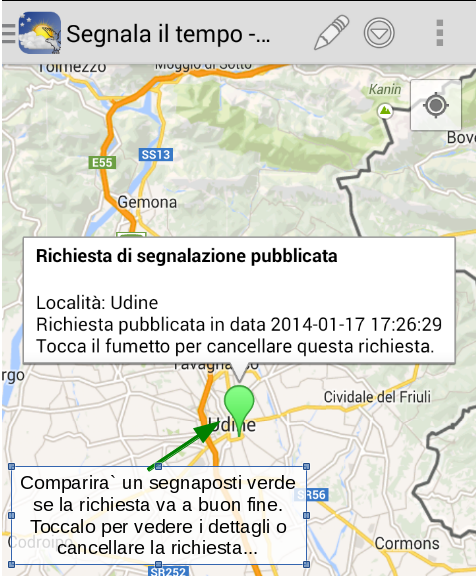 Segnala il tempo -...
Tolmezzo
Moggio di Sotto
Kanin
Bove
E55
SS13
Gemona
Richiesta di segnalazione pubblicata
Località: Udine
Richiesta pubblicata in data 2014-01-17 17:26:29
Tocca il fumetto per cancellare questa richiesta.
rgo
Tavagnacco
Cividale del Friuli
Udine
Comparira` un segnaposti verde
se la richiesta va a buon fine.
Toccalo per vedere i dettagli o
cancellare la richiesta...
SR56
Codroipo
Cormons
SR252